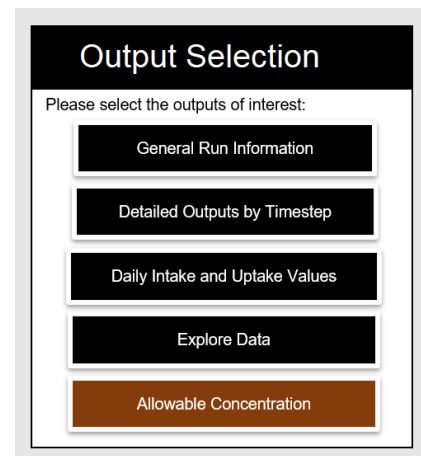 Output Selection
Please select the outputs of interest:
General Run Information
Detailed Outputs by Timestep
Daily Intake and Uptake Values
Explore Data
Allowable Concentration